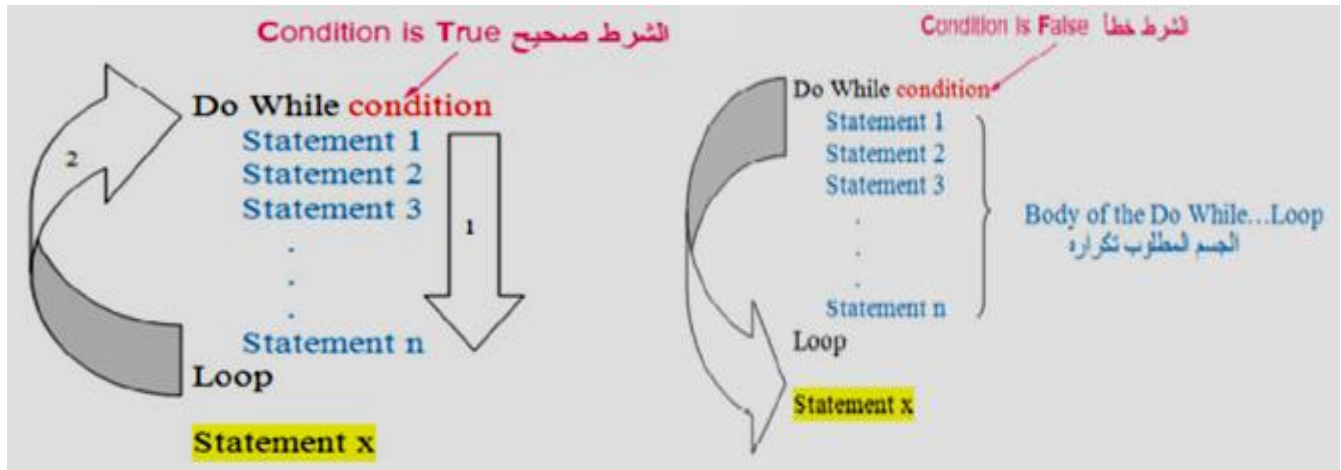 Condition is True الشرط صحيح
Do While condition
Statement 1
Statement 2
Statement 3
.
.
.
Statement n
Loop
Statement x
2
1
Condition is False الشرط خطأ
Do While condition
Statement 1
Statement 2
Statement 3
.
.
.
Statement n
Loop
Statement x
Body of the Do While...Loop
الجسم المطلوب تكراره